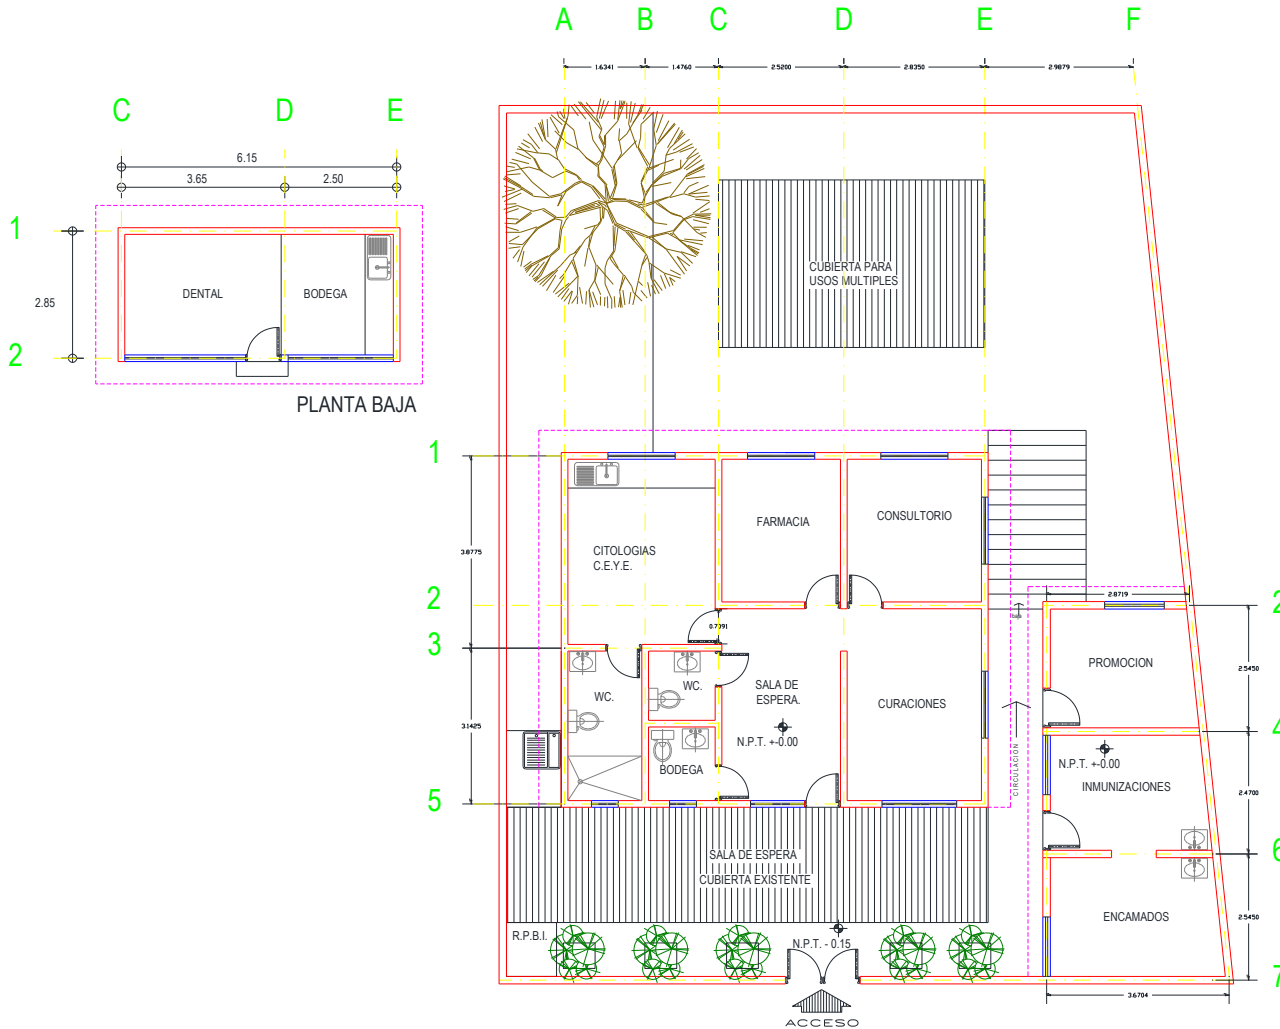 A B C D E F
1.6341 1.4760 2.5200 2.8350 2.9879
C D E
6.15
3.65 2.50
1
2.85
2
DENTAL
BODEGA
PLANTA BAJA
CUBIERTA PARA
USOS MULTIPLES
1
3.8775
2
3
3.1425
5
CITOLOGIAS
C.E.Y.E.
FARMACIA
CONSULTORIO
0.7091
WC.
WC.
BODEGA
SALA DE
ESPERA.
N.P.T. +-0.00
CURACIONES
CIRCULACION
2.8719
2
PROMOCION
2.5450
4
N.P.T. +-0.00
INMUNIZACIONES
2.4700
6
ENCAMADOS
2.5450
7
3.6704
SALA DE ESPERA
CUBIERTA EXISTENTE
R.P.B.I.
N.P.T. - 0.15
ACCESO